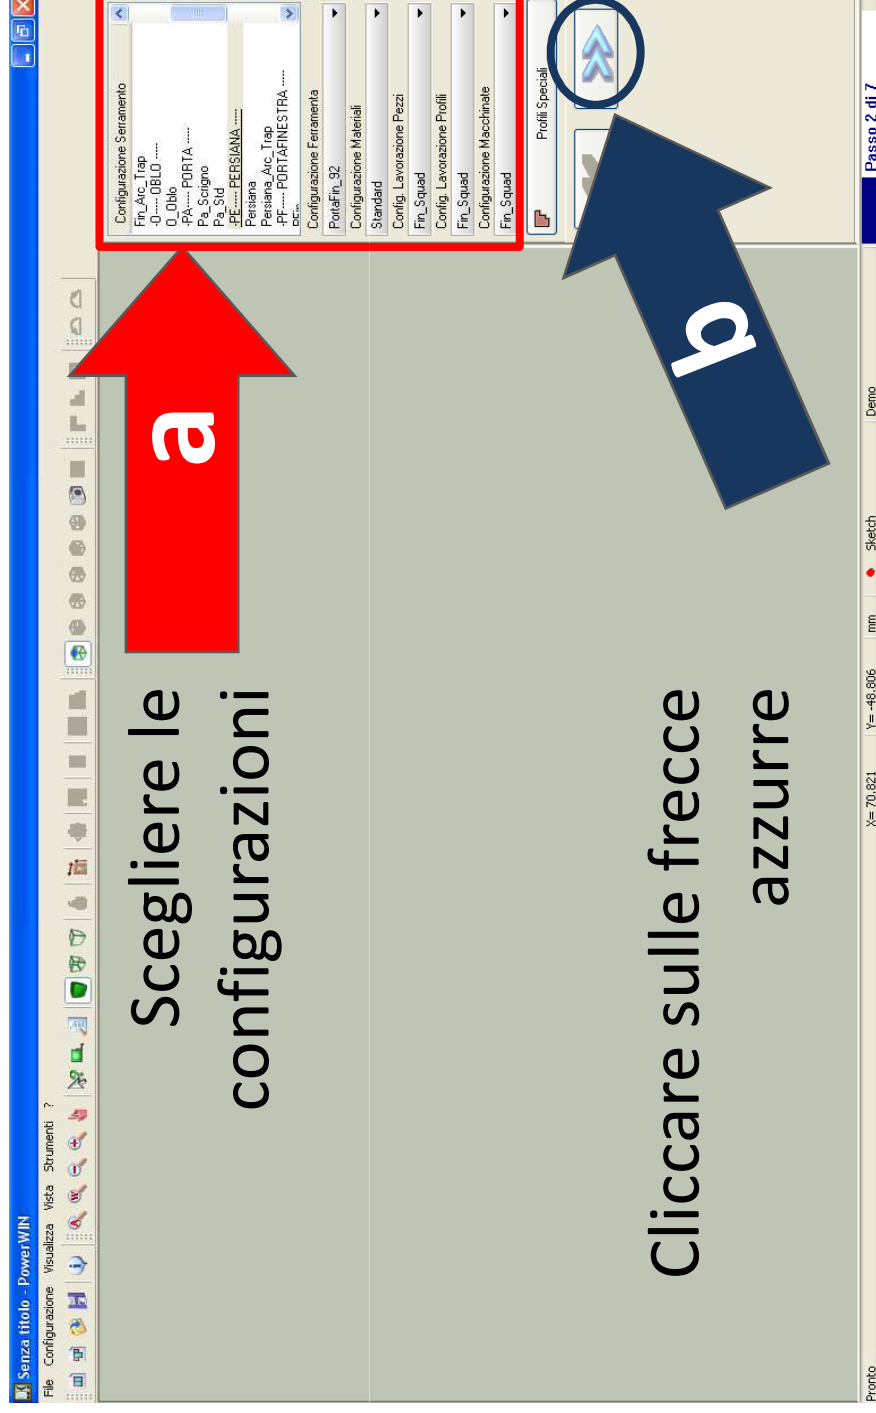 Senza titolo - PowerWIN
File Configurazione Visualizza Vista Strumenti ?
Scegliere le
configurazioni
a
Cliccare sulle frecce
azzurre
b
Configurazione Serramento
Fin_Arc_Trap
-O---- OBLO ----
O_Oblo
-PA---- PORTA ----
Pa_Scrigno
Pa_Std
-PE---- PERSIANA ----
Persiana
Persiana_Arc_Trap
-PF---- PORTAFINESTRA ----
Configurazione Ferramenta
PortaFin_92
Configurazione Materiali
Standard
Config. Lavorazione Pezzi
Fin_Squad
Config. Lavorazione Profili
Fin_Squad
Configurazione Macchinate
Fin_Squad
Profili Speciali
Passo 2 di 7
Pronto X= 70.821 Y= -48.806 mm Sketch Demo